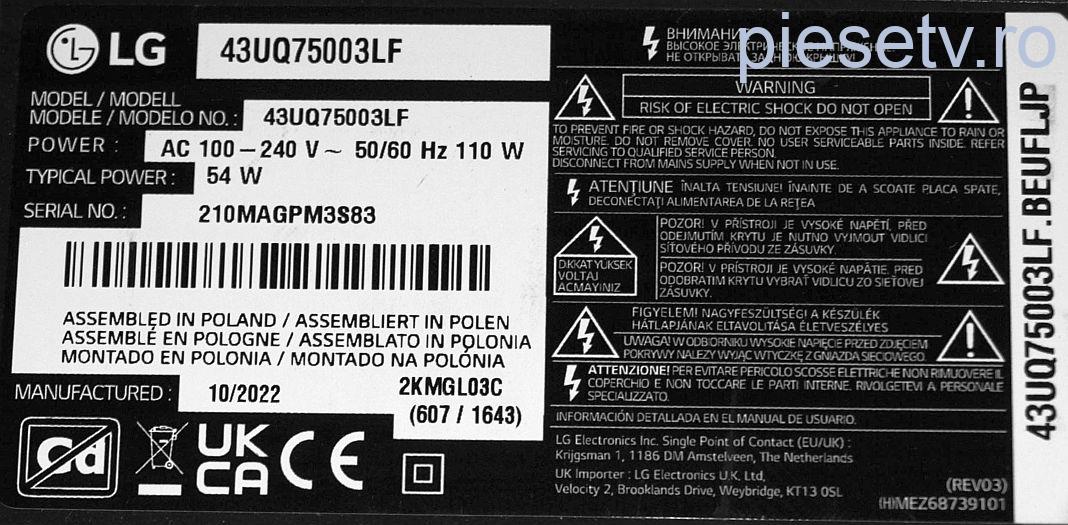 LG
43UQ75003LF
MODEL / MODELL
MODELE / MODELO NO. :
43UQ75003LF
POWER :
AC 100 – 240 V ~ 50/60 Hz 110 W
TYPICAL POWER :
54 W
SERIAL NO. :
210MAGPM3S83
ASSEMBLED IN POLAND / ASSEMBLIERT IN POLEN
ASSEMBLÉ EN POLOGNE / ASSEMBLATO IN POLONIA
MONTADO EN POLONIA / MONTADO NA POLÓNIA
MANUFACTURED :
10/2022
2KMGL03C
(607 / 1643)
Cd
UK
CA
CE
piesetv.ro
ВНИМАНИЕ
ВЫСОКОЕ ЭЛЕКТРИЧЕСКОЕ НАПРЯЖЕНИЕ.
НЕ ОТКРЫВАТЬ ЗАДНЮЮ КРЫШКУ!
WARNING
RISK OF ELECTRIC SHOCK DO NOT OPEN
TO PREVENT FIRE OR SHOCK HAZARD, DO NOT EXPOSE THIS APPLIANCE TO RAIN OR
MOISTURE. DO NOT REMOVE COVER. NO USER SERVICEABLE PARTS INSIDE. REFER
SERVICING TO QUALIFIED SERVICE PERSON.
DISCONNECT FROM MAINS SUPPLY WHEN NOT IN USE.
ATENŢIUNE ÎNALTA TENSIUNE! ÎNAINTE DE A SCOATE PLACA SPATE,
DECONECTAŢI ALIMENTAREA DE LA REŢEA
DIKKAT YÜKSEK
VOLTAJ
AÇMAYINIZ
POZOR! V PŘÍSTROJI JE VYSOKÉ NAPĚTÍ, PŘED
ODEJMUTÍM KRYTU JE NUTNO VYJMOUT VIDLICI
SÍŤOVÉHO PŘÍVODU ZE ZÁSUVKY.
POZOR! V PRÍSTROJI JE VYSOKÉ NAPÄTIE. PRED
ODOBRATIM KRYTU VYBRAŤ VIDLICU ZO SIEŤOVEJ
ZÁSUVKY.
FIGYELEM! NAGYFESZÜLTSÉG! A KÉSZÜLÉK
HÁTLAPJÁNAK ELTÁVOLÍTÁSA ÉLETVESZÉLYES
UWAGA! W ODBIORNIKU WYSOKIE NAPIĘCIE PRZED ZDJĘCIEM
POKRYWY NALEŻY WYJĄĆ WTYCZKĘ Z GNIAZDA SIECIOWEGO.
ATTENZIONE! PER EVITARE PERICOLO SCOSSE ELETTRICHE NON RIMUOVERE IL
COPERCHIO E NON TOCCARE LE PARTI INTERNE. RIVOLGETEVI A PERSONALE
SPECIALIZZATO.
INFORMACIÓN DETALLADA EN EL MANUAL DE USUARIO.
LG Electronics Inc. Single Point of Contact (EU/UK) :
Krijgsman 1, 1186 DM Amstelveen, The Netherlands
UK Importer : LG Electronics U.K. Ltd,
Velocity 2, Brooklands Drive, Weybridge, KT13 0SL
(REV03)
(H)MEZ68739101
43UQ75003LF.BEUFLJP